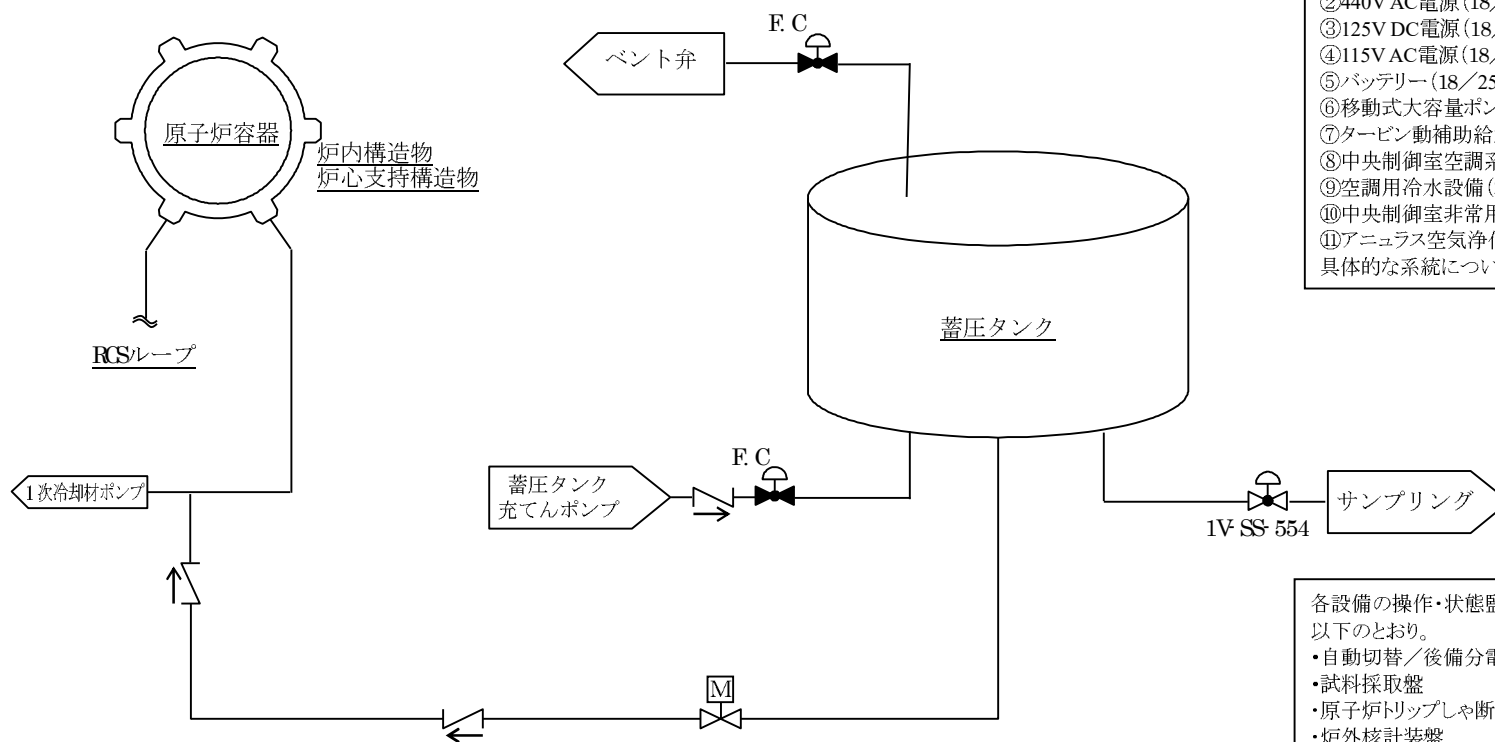 F.C
ベント弁
原子炉容器
炉内構造物
炉心支持構造物
RCSループ
蓄圧タンク
1次冷却材ポンプ
F.C
蓄圧タンク
充てんポンプ
サンプリング
1V-SS-554
M
②440V AC電源(18/
③125V DC電源(18/
④115V AC電源(18/
⑤バッテリー(18/25
⑥移動式大容量ポン
⑦タービン動補助給
⑧中央制御室空調系
⑨空調用冷水設備(
⑩中央制御室非常用
⑪アニュラス空気浄化
具体的な系統につい
各設備の操作・状態監
以下のとおり。
・自動切替/後備分電
・試料採取盤
・原子炉トリップしゃ断
・炉外核計装盤